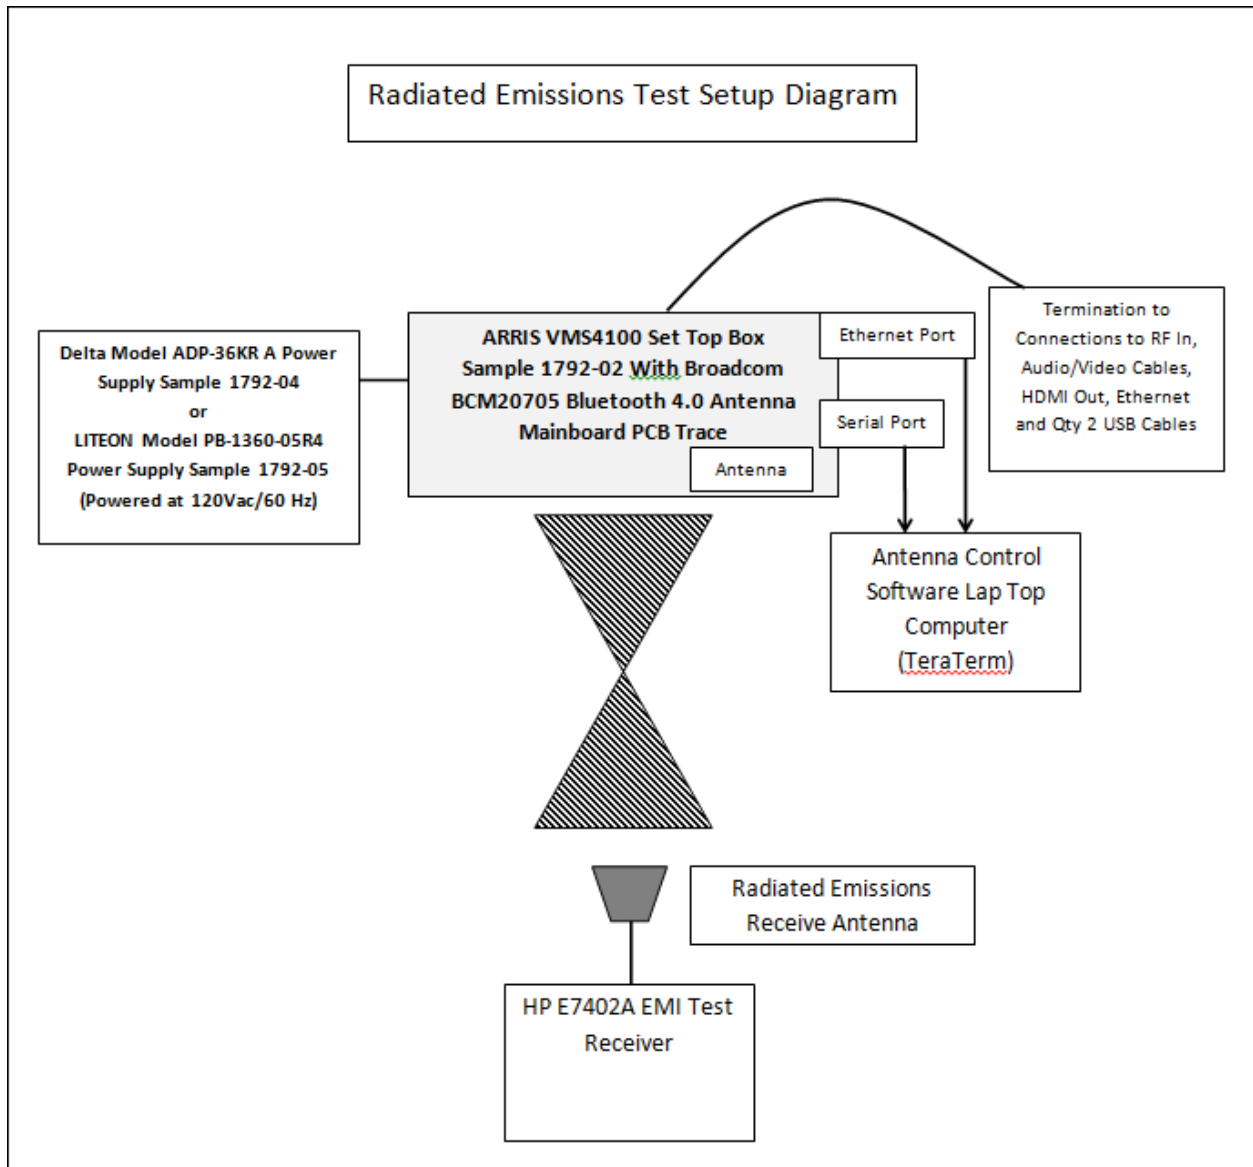 Radiated Emissions Test Setup Diagram
Delta Model ADP-36KR A Power
Supply Sample 1792-04
or
LITEON Model PB-1360-05R4
Power Supply Sample 1792-05
(Powered at 120Vac/60 Hz)
ARRIS VMS4100 Set Top Box
Sample 1792-02 With Broadcom
BCM20705 Bluetooth 4.0 Antenna
Mainboard PCB Trace
Antenna
Ethernet Port
Serial Port
Termination to
Connections to RF In,
Audio/Video Cables,
HDMI Out, Ethernet
and Qty 2 USB Cables
Antenna Control
Software Lap Top
Computer
(TeraTerm)
Radiated Emissions
Receive Antenna
HP E7402A EMI Test
Receiver